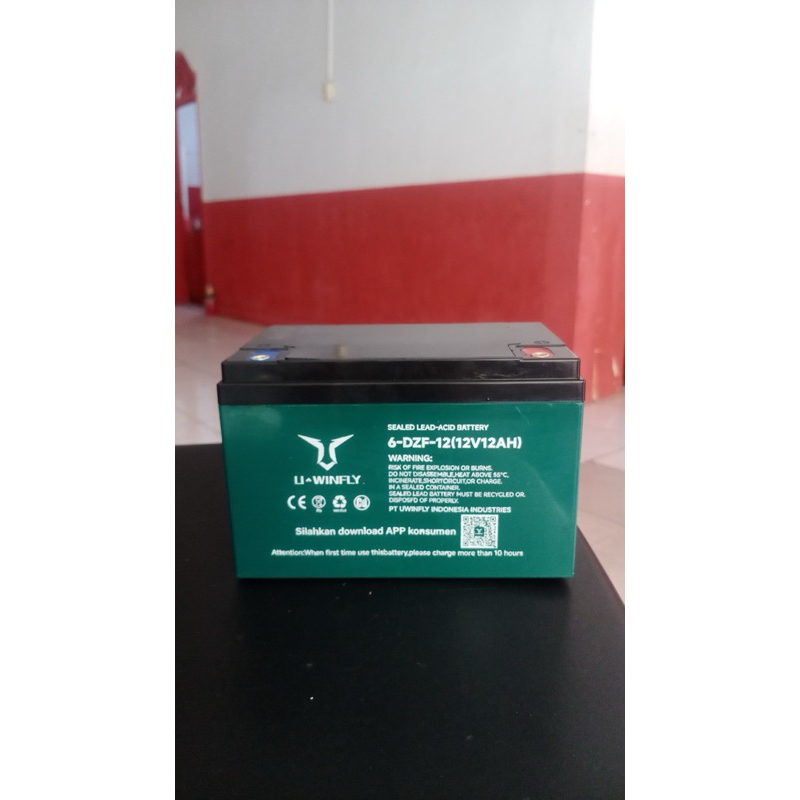 SEALED LEAD-ACID BATTERY
6-DZF-12(12V12AH)
WARNING:
RISK OF FIRE EXPLOSION OR BURNS.
DO NOT DISASSEMBLE,HEAT ABOVE 55°C,
INCINERATE,SHORTCIRCUIT,OR CHARGE.
IN A SEALED CONTAINER.
SEALED LEAD BATTERY MUST BE RECYCLED OR.
DISPOSFD OF PROPERLY.
PT UWINFLY INDONESIA INDUSTRIES
U-WINFLY
CE
Silahkan download APP konsumen
Attention:When first time use thisbattery,please charge more than 10 hours